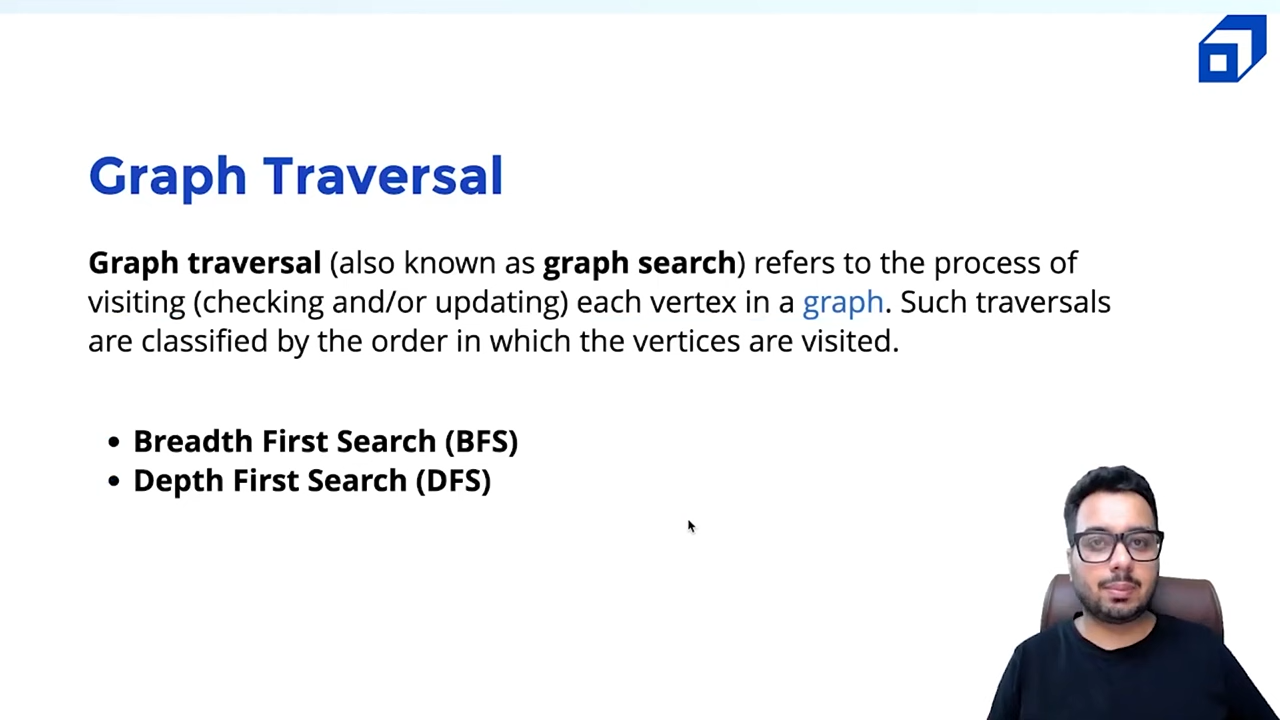 Graph Traversal
Graph traversal (also known as graph search) refers to the process of
visiting (checking and/or updating) each vertex in a graph. Such traversals
are classified by the order in which the vertices are visited.
• Breadth First Search (BFS)
• Depth First Search (DFS)